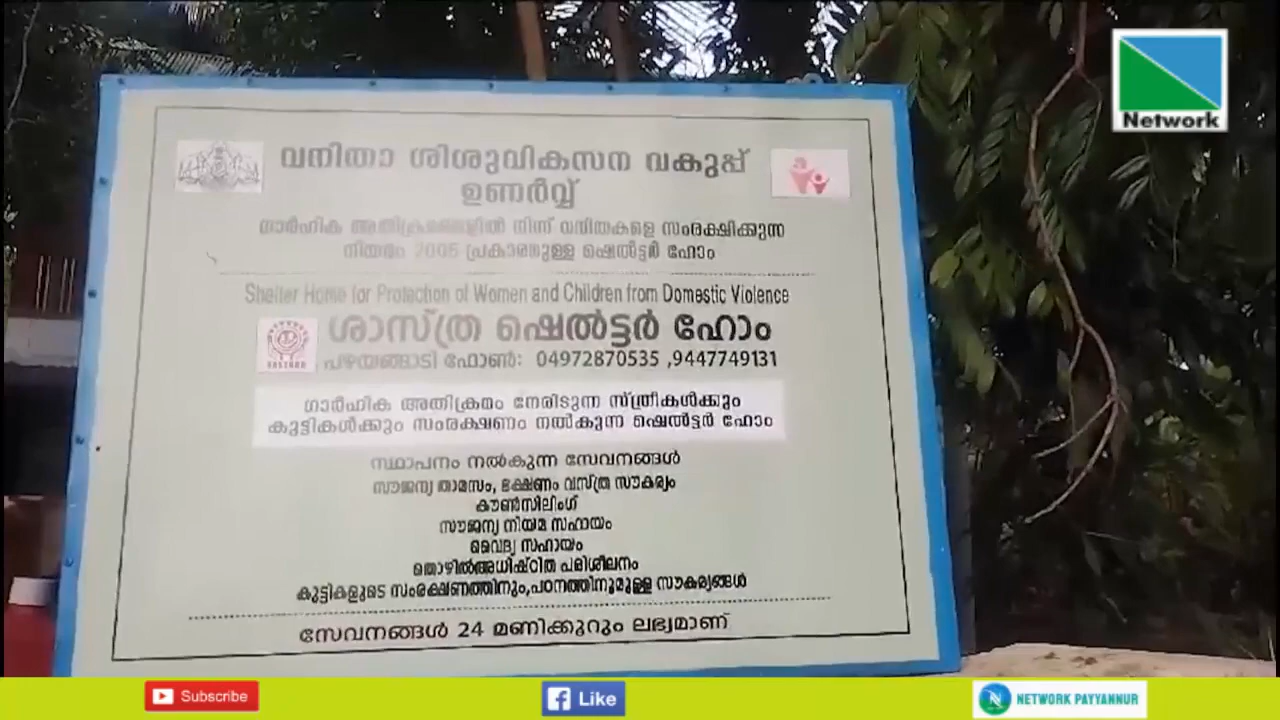 Network
വനിതാ ശിശുവികസന വകുപ്പ്
ഉണർവ്വ്
ഗാർഹിക അതിക്രമങ്ങളിൽ നിന്ന് വനിതകളെ സംരക്ഷിക്കുന്ന
നിയമം 2005 പ്രകാരമുള്ള ഷെൽട്ടർ ഹോം
Shelter Home for Protection of Women and Children from Domestic Violence
ശാസ്ത്ര ഷെൽട്ടർ ഹോം
പഴയങ്ങാടി ഫോൺ: 04972870535 ,9447749131
ഗാർഹിക അതിക്രമം നേരിടുന്ന സ്ത്രീകൾക്കും
കുട്ടികൾക്കും സംരക്ഷണം നൽകുന്ന ഷെൽട്ടർ ഹോം
സ്ഥാപനം നൽകുന്ന സേവനങ്ങൾ
സൗജന്യ താമസം, ഭക്ഷണം വസ്ത്ര സൗകര്യം
കൗൺസിലിംഗ്
സൗജന്യ നിയമ സഹായം
വൈദ്യ സഹായം
തൊഴിൽഅധിഷ്ഠിത പരിശീലനം
കുട്ടികളുടെ സംരക്ഷണത്തിനും,പഠനത്തിനുമുള്ള സൗകര്യങ്ങൾ
സേവനങ്ങൾ 24 മണിക്കൂറും ലഭ്യമാണ്
Subscribe
Like
NETWORK PAYYANNUR